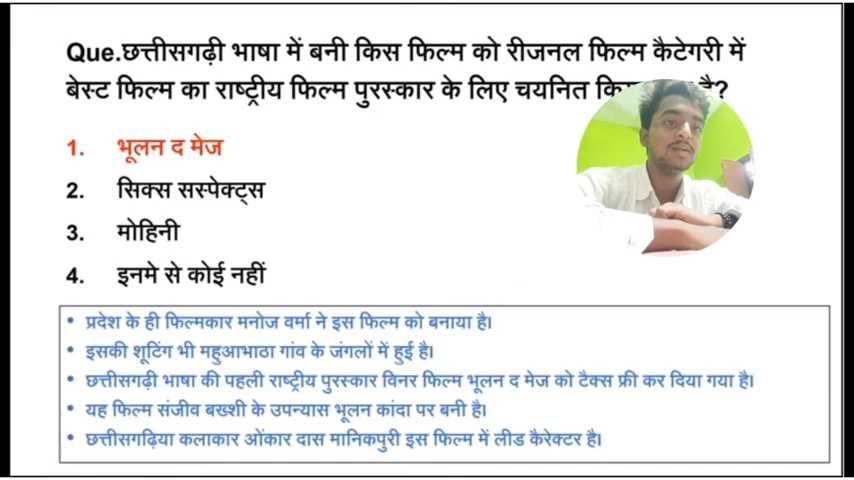 Que.छत्तीसगढ़ी भाषा में बनी किस फिल्म को रीजनल फिल्म कैटेगरी में
बेस्ट फिल्म का राष्ट्रीय फिल्म पुरस्कार के लिए चयनित है?
1. भूलन द मेज
2. सिक्स सस्पेक्ट्स
3. मोहिनी
4. इनमे से कोई नहीं
• प्रदेश के ही फिल्मकार मनोज वर्मा ने इस फिल्म को बनाया है।
• इसकी शूटिंग भी महुआभाठा गांव के जंगलों में हुई है।
• छत्तीसगढ़ी भाषा की पहली राष्ट्रीय पुरस्कार विनर फिल्म भूलन द मेज को टैक्स फ्री कर दिया गया है।
• यह फिल्म संजीव बख्शी के उपन्यास भूलन कांदा पर बनी है।
• छत्तीसगढ़िया कलाकार ओंकार दास मानिकपुरी इस फिल्म में लीड कैरेक्टर है।